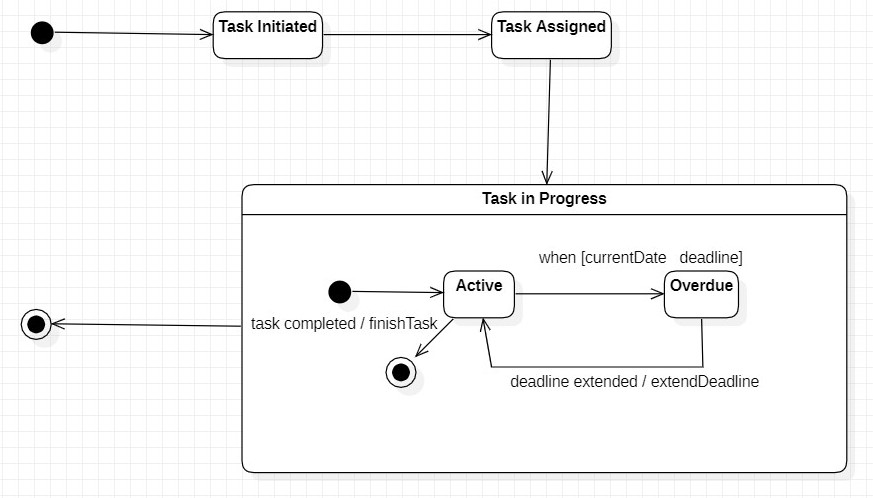 Task Initiated
Task Assigned
Task in Progress
when [currentDate   deadline]
Active
Overdue
task completed / finishTask
deadline extended / extendDeadline